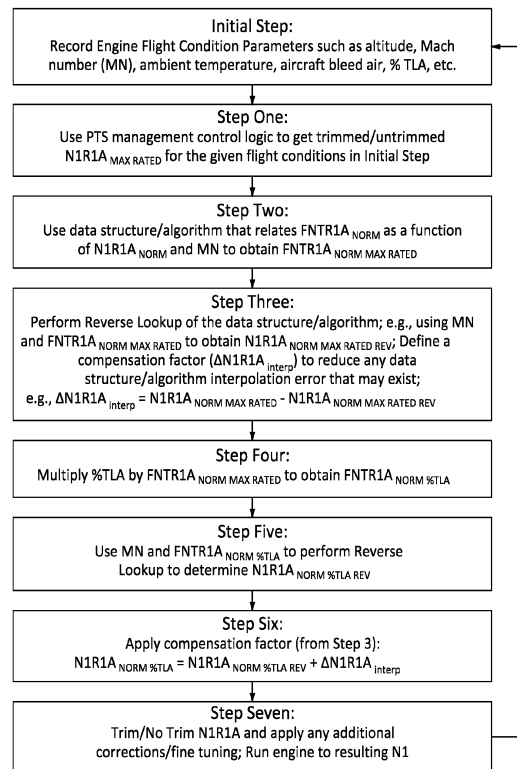 Initial Step:
Record Engine Flight Condition Parameters such as altitude, Mach
number (MN), ambient temperature, aircraft bleed air, % TLA, etc.
Step One:
Use PTS management control logic to get trimmed/untrimmed
N1R1A MAX RATED for the given flight conditions in Initial Step
Step Two:
Use data structure/algorithm that relates FNTR1A NORM as a function
of N1R1A NORM and MN to obtain FNTR1A NORM MAX RATED
Step Three:
Perform Reverse Lookup of the data structure/algorithm; e.g., using MN
and FNTR1A NORM MAX RATED to obtain N1R1A NORM MAX RATED REV; Define a
compensation factor (ΔN1R1A interp) to reduce any data
structure/algorithm interpolation error that may exist;
e.g., ΔN1R1A interp = N1R1A NORM MAX RATED - N1R1A NORM MAX RATED REV
Step Four:
Multiply %TLA by FNTR1A NORM MAX RATED to obtain FNTR1A NORM %TLA
Step Five:
Use MN and FNTR1A NORM %TLA to perform Reverse
Lookup to determine N1R1A NORM %TLA REV
Step Six:
Apply compensation factor (from Step 3):
N1R1A NORM %TLA = N1R1A NORM %TLA REV + ΔN1R1A interp
Step Seven:
Trim/No Trim N1R1A and apply any additional
corrections/fine tuning; Run engine to resulting N1